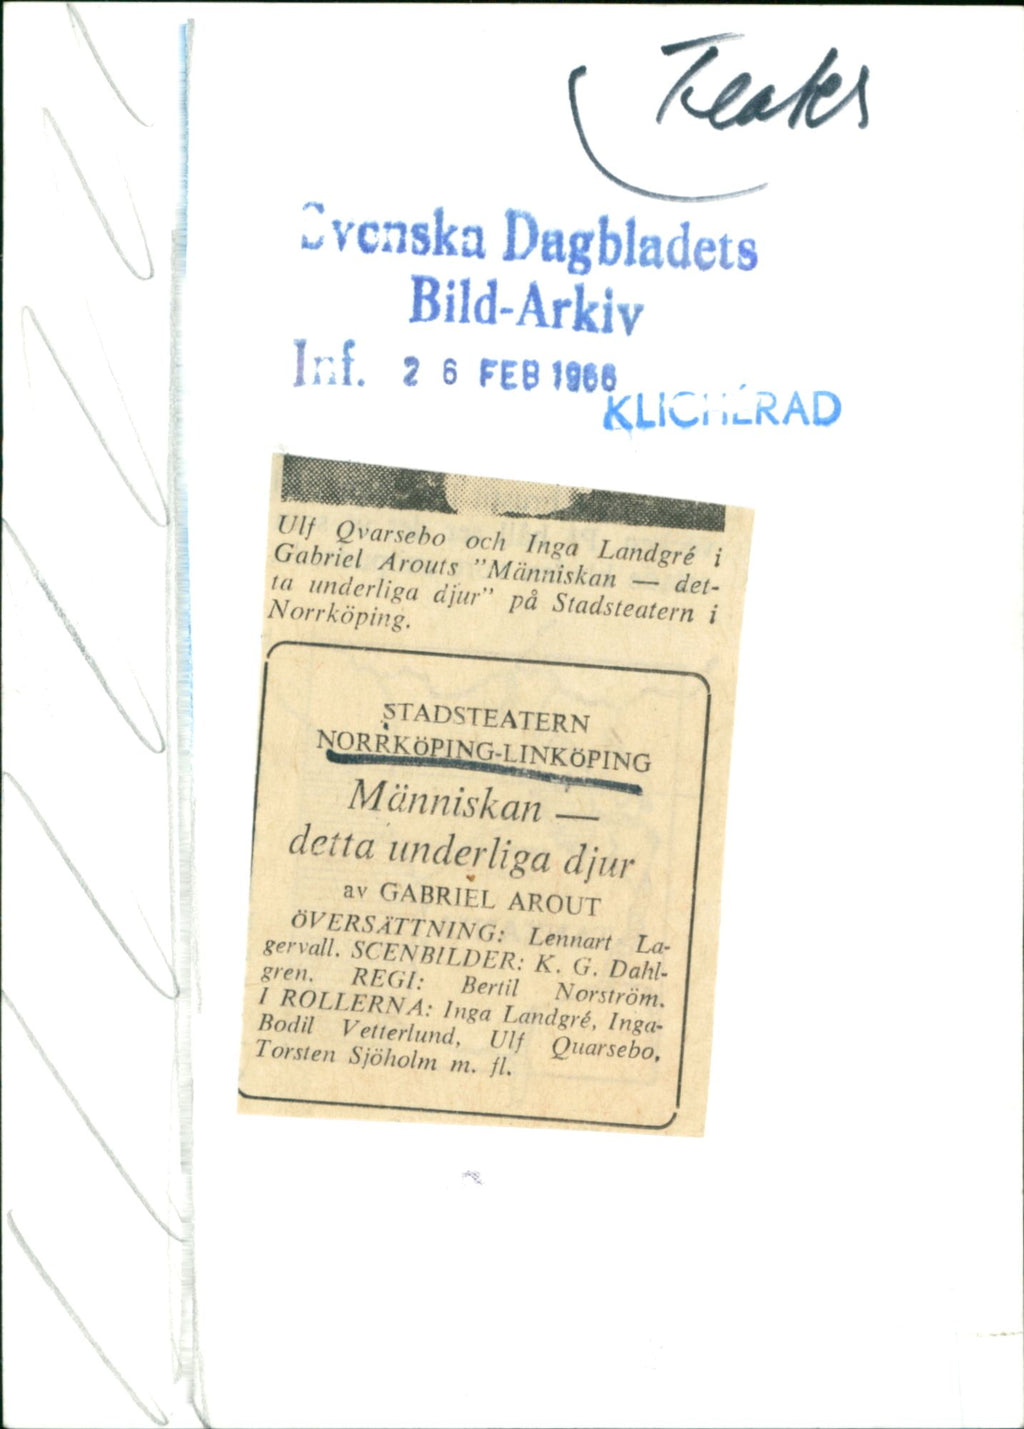 Teater
Svenska Dagbladets
Bild-Arkiv
Inf. 26 FEB 1966
KLICHÉRAD
Ulf Qvarsebo och Inga Landgré i
Gabriel Arouts "Människan — det-
ta underliga djur" på Stadsteatern i
Norrköping.
STADSTEATERN
NORRKÖPING-LINKÖPING
Människan —
detta underliga djur
av GABRIEL AROUT
ÖVERSÄTTNING: Lennart La-
gervall. SCENBILDER: K. G. Dahl-
gren. REGI: Bertil Norström.
I ROLLERNA: Inga Landgré, Inga-
Bodil Vetterlund, Ulf Quarsebo,
Torsten Sjöholm m. fl.